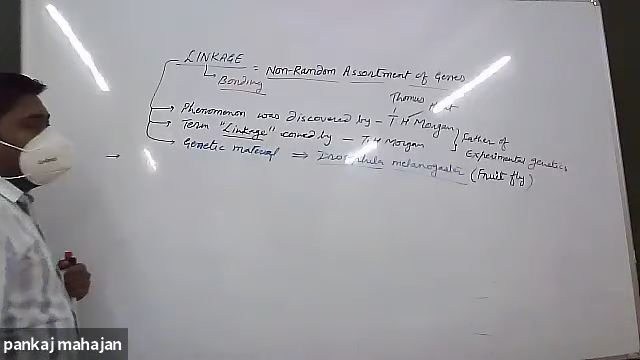 LINKAGE = Non-Random Assortment of Genes
Bonding
Thomas Hunt
Phenomenon was discovered by - T H Morgan
Term "Linkage" coined by - T.H Morgan
Father of
Experimental genetics
Genetic material ⇒ Drosophila melanogaster (Fruit fly)
pankaj mahajan